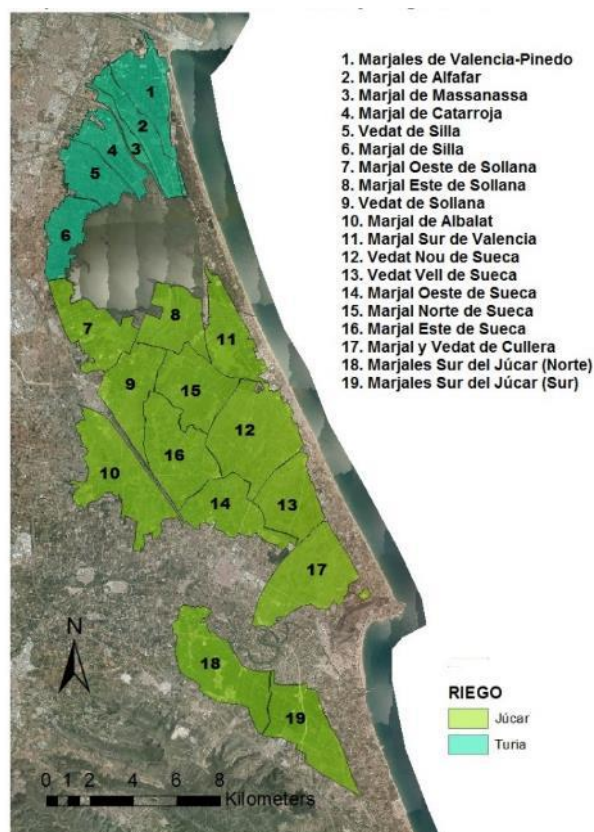 1. Marjales de Valencia-Pinedo
2. Marjal de Alfafar
3. Marjal de Massanassa
4. Marjal de Catarroja
5. Vedat de Silla
6. Marjal de Silla
7. Marjal Oeste de Sollana
8. Marjal Este de Sollana
9. Vedat de Sollana
10. Marjal de Albalat
11. Marjal Sur de Valencia
12. Vedat Nou de Sueca
13. Vedat Vell de Sueca
14. Marjal Oeste de Sueca
15. Marjal Norte de Sueca
16. Marjal Este de Sueca
17. Marjal y Vedat de Cullera
18. Marjales Sur del Júcar (Norte)
19. Marjales Sur del Júcar (Sur)
1
2
3
4
5
6
7
8
11
9
15
12
10
16
14
13
17
N
18
19
RIEGO
Júcar
Turia
0 1 2 4 6 8
Kilometers